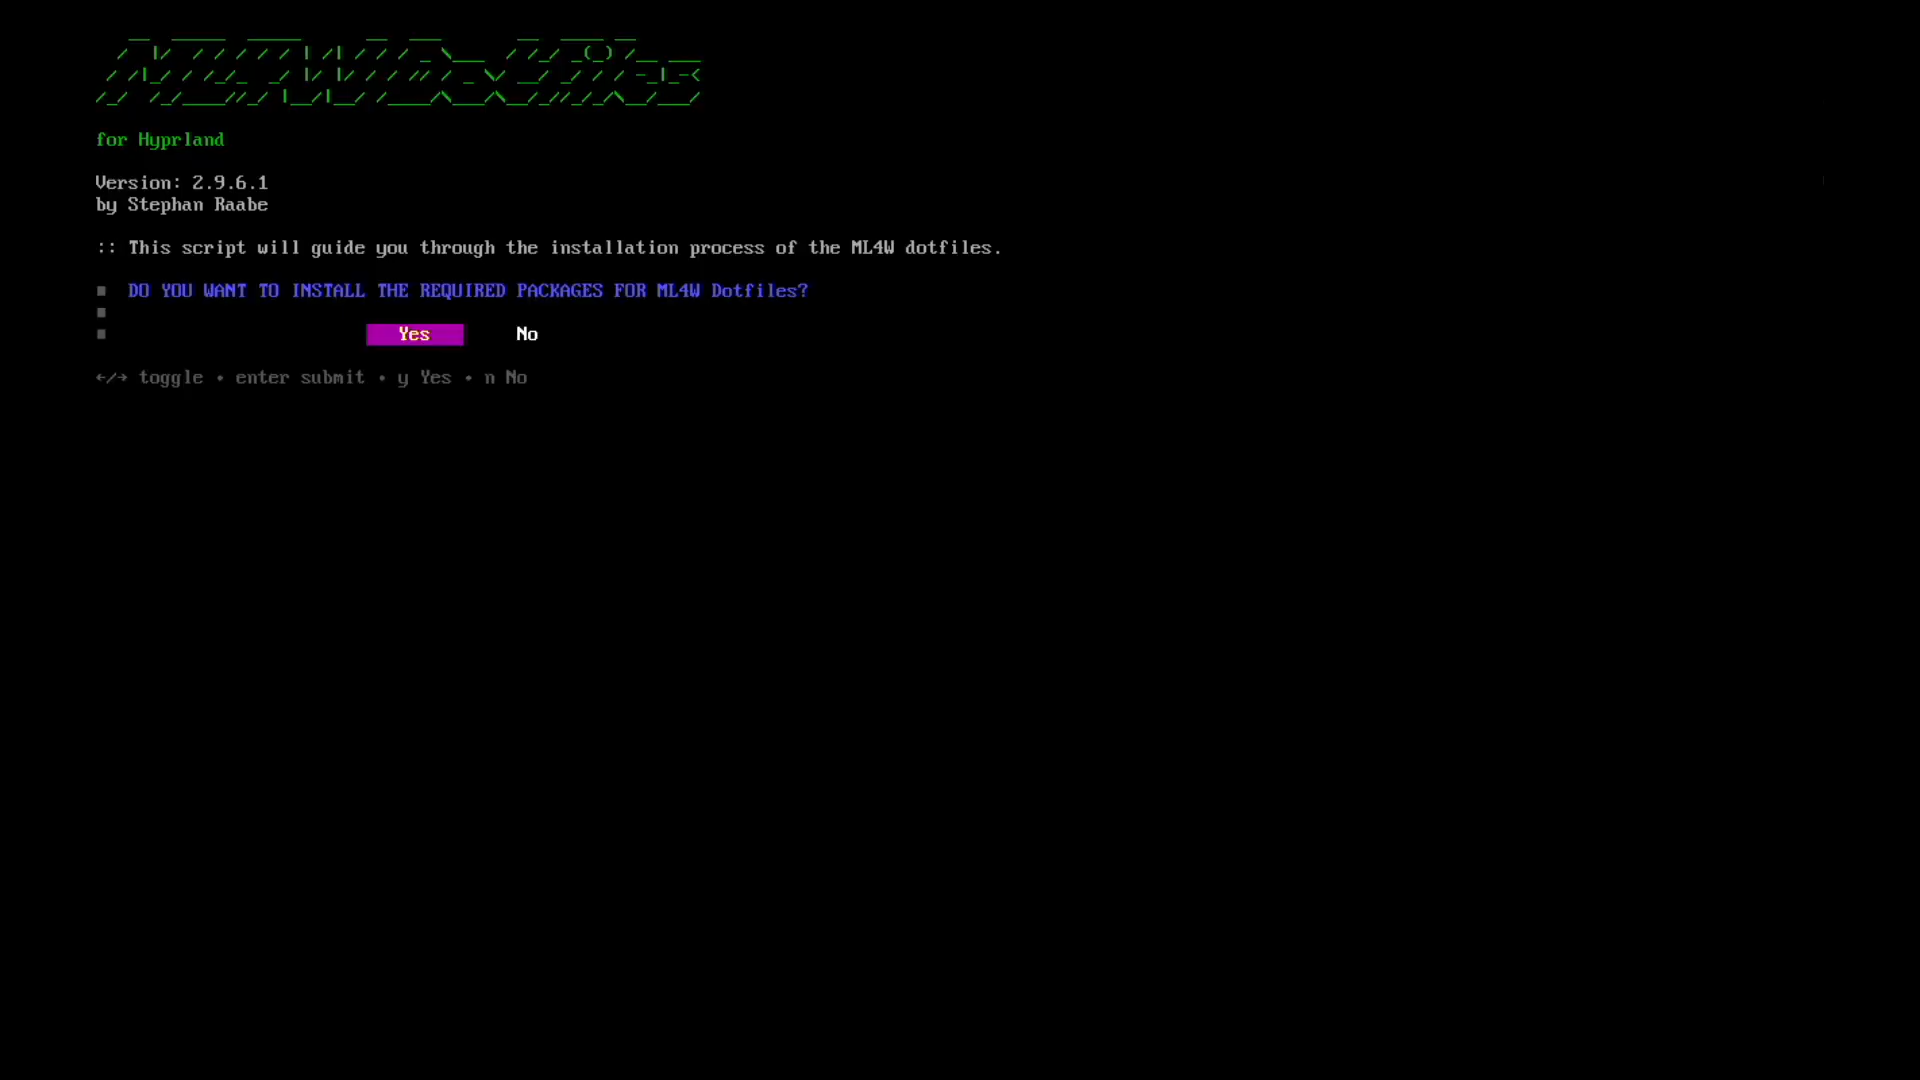 ML4W Dotfiles
for Hyprland
Version: 2.9.6.1
by Stephan Raabe
:: This script will guide you through the installation process of the ML4W dotfiles.
DO YOU WANT TO INSTALL THE REQUIRED PACKAGES FOR ML4W Dotfiles?
Yes No
←/→ toggle • enter submit • y Yes • n No